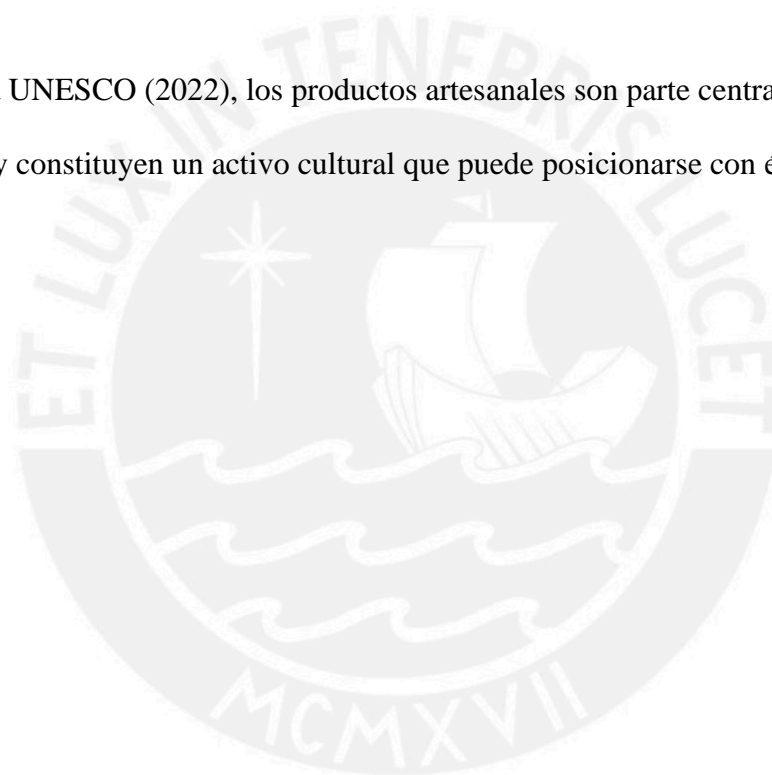 UNESCO (2022), los productos artesanales son parte centra
y constituyen un activo cultural que puede posicionarse con é
ET LUX IN TENEBRIS LUCET
MCMXVII